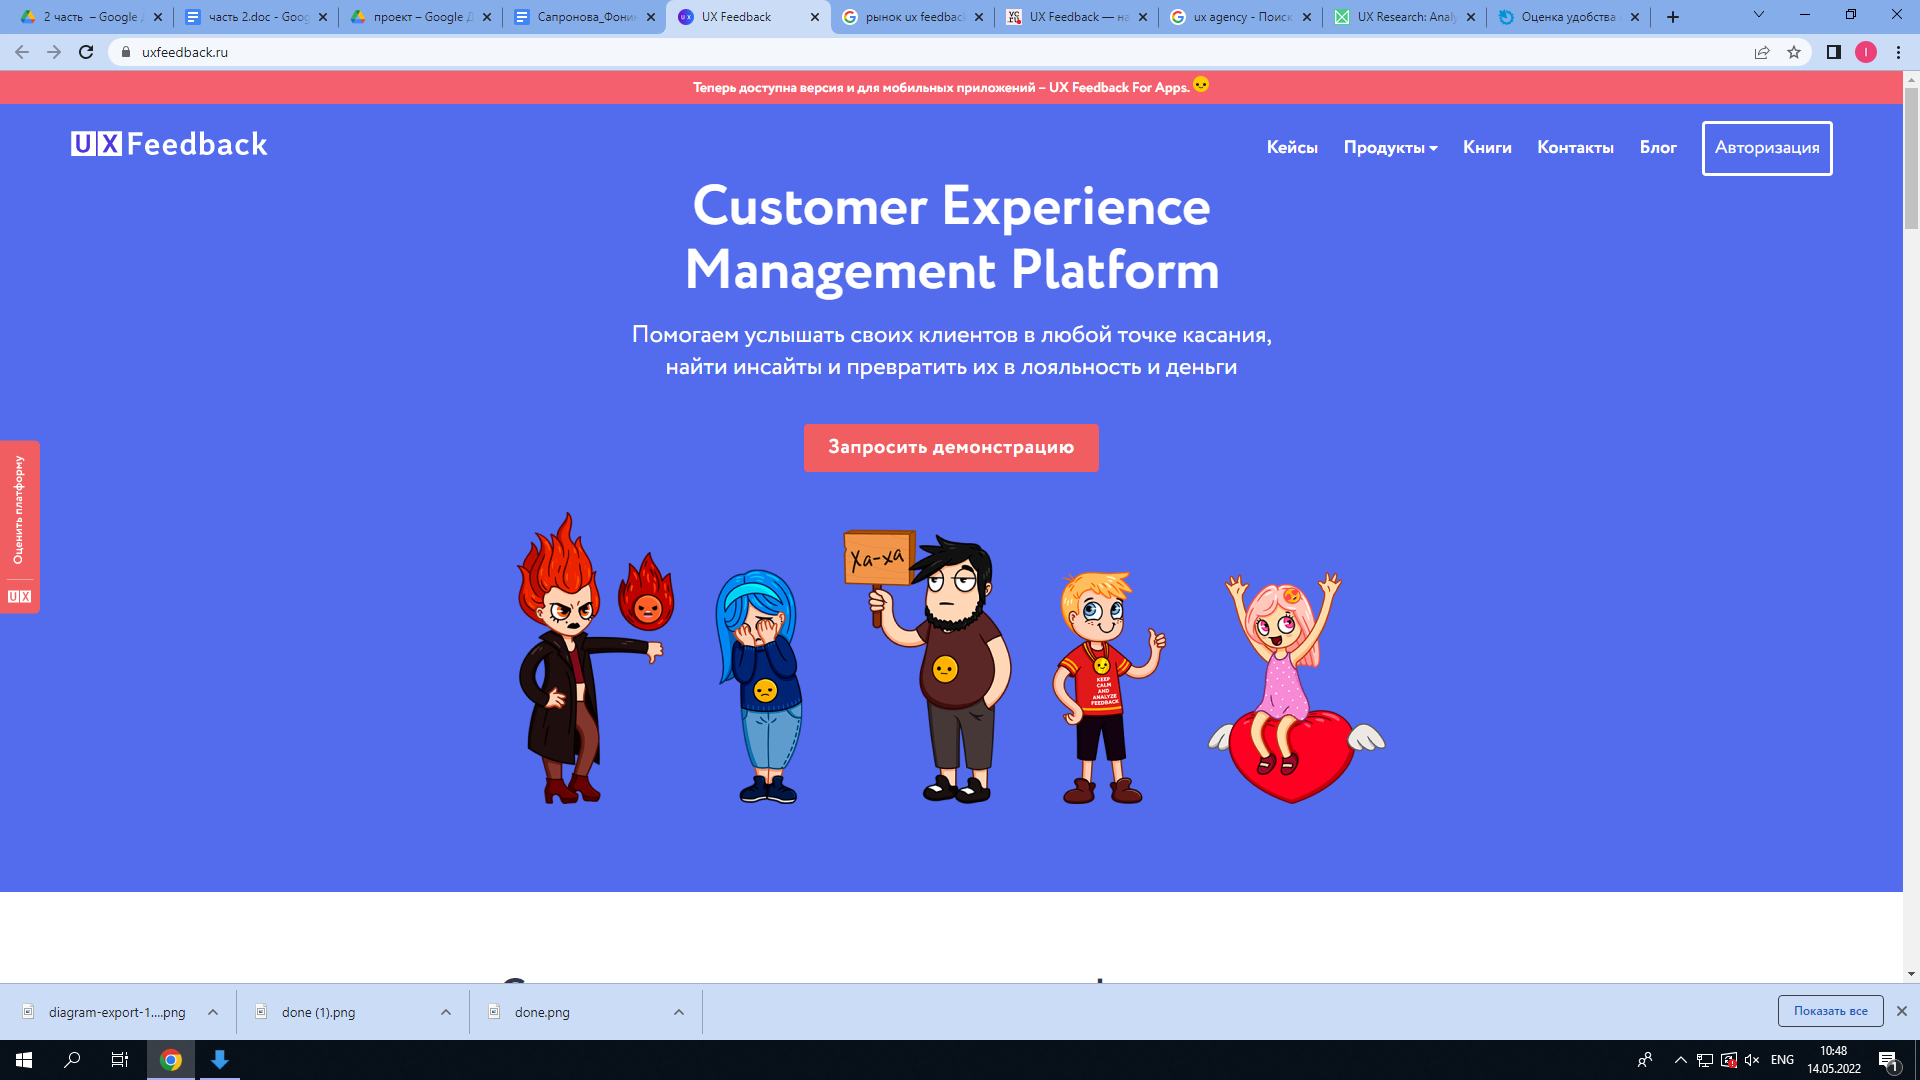 2 часть – Google
часть 2.doc - Goog
проект – Google Д
Сапронова_Фони
UX Feedback
рынок ux feedback
UX Feedback — на
ux agency - Поиск
UX Research: Analy
Оценка удобства
uxfeedback.ru
Теперь доступна версия и для мобильных приложений – UX Feedback For Apps.
UX Feedback
Кейсы
Продукты
Книги
Контакты
Блог
Авторизация
Customer Experience
Management Platform
Помогаем услышать своих клиентов в любой точке касания,
найти инсайты и превратить их в лояльность и деньги
Запросить демонстрацию
Оценить платформу
UX
Ха-ха
KEEP
CALM
AND
ANALYZE
FEEDBACK
diagram-export-1....png
done (1).png
done.png
Показать все
ENG
10:48
14.05.2022
1